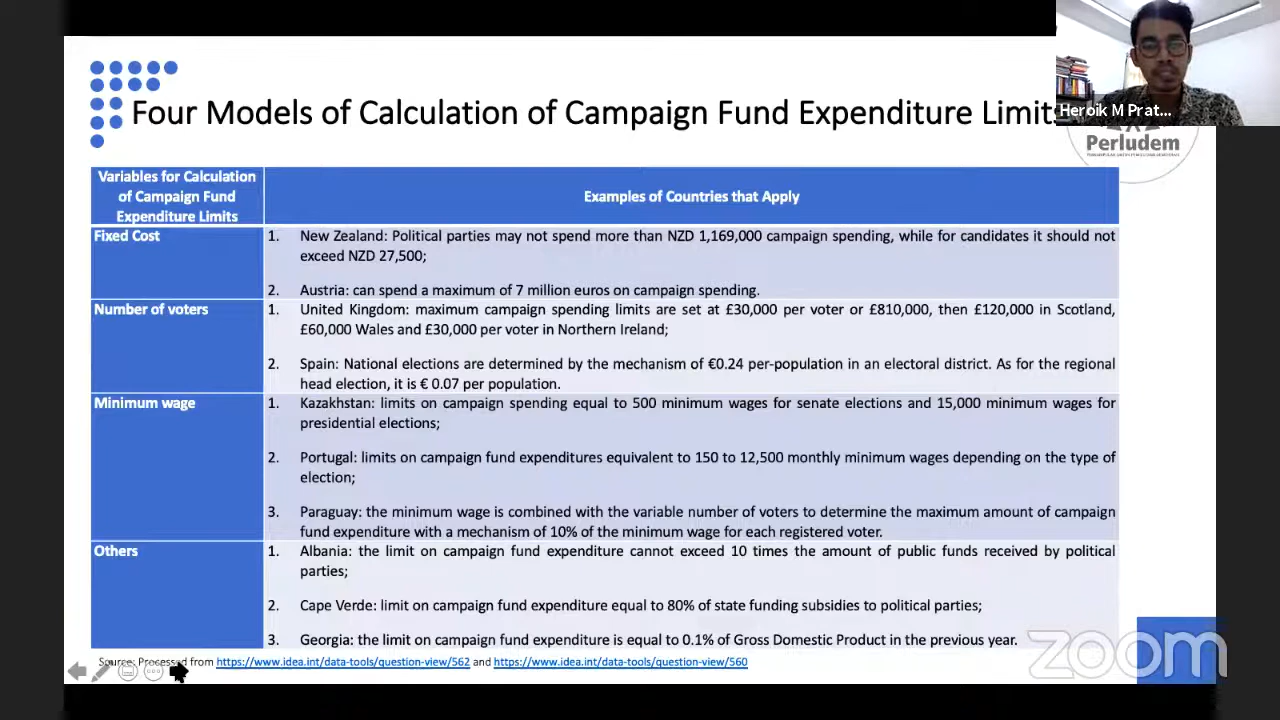 Heroik M Prat...
Four Models of Calculation of Campaign Fund Expenditure Limits
Perludem
Variables for Calculation
of Campaign Fund
Expenditure Limits
Examples of Countries that Apply
Fixed Cost
1. New Zealand: Political parties may not spend more than NZD 1,169,000 campaign spending, while for candidates it should not
exceed NZD 27,500;
2. Austria: can spend a maximum of 7 million euros on campaign spending.
Number of voters
1. United Kingdom: maximum campaign spending limits are set at £30,000 per voter or £810,000, then £120,000 in Scotland,
£60,000 Wales and £30,000 per voter in Northern Ireland;
2. Spain: National elections are determined by the mechanism of €0.24 per-population in an electoral district. As for the regional
head election, it is € 0.07 per population.
Minimum wage
1. Kazakhstan: limits on campaign spending equal to 500 minimum wages for senate elections and 15,000 minimum wages for
presidential elections;
2. Portugal: limits on campaign fund expenditures equivalent to 150 to 12,500 monthly minimum wages depending on the type of
election;
3. Paraguay: the minimum wage is combined with the variable number of voters to determine the maximum amount of campaign
fund expenditure with a mechanism of 10% of the minimum wage for each registered voter.
Others
1. Albania: the limit on campaign fund expenditure cannot exceed 10 times the amount of public funds received by political
parties;
2. Cape Verde: limit on campaign fund expenditure equal to 80% of state funding subsidies to political parties;
3. Georgia: the limit on campaign fund expenditure is equal to 0.1% of Gross Domestic Product in the previous year.
Source: Processed from https://www.idea.int/data-tools/question-view/562 and https://www.idea.int/data-tools/question-view/560
zoom